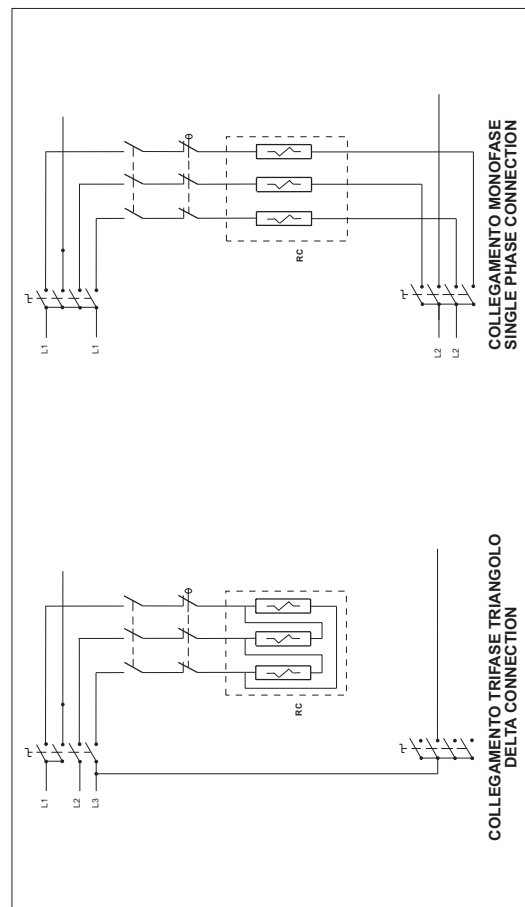 L1
L1
RC
L2
L2
COLLEGAMENTO MONOFASE
SINGLE PHASE CONNECTION
L1
L2
L3
RC
COLLEGAMENTO TRIFASE TRIANGOLO
DELTA CONNECTION